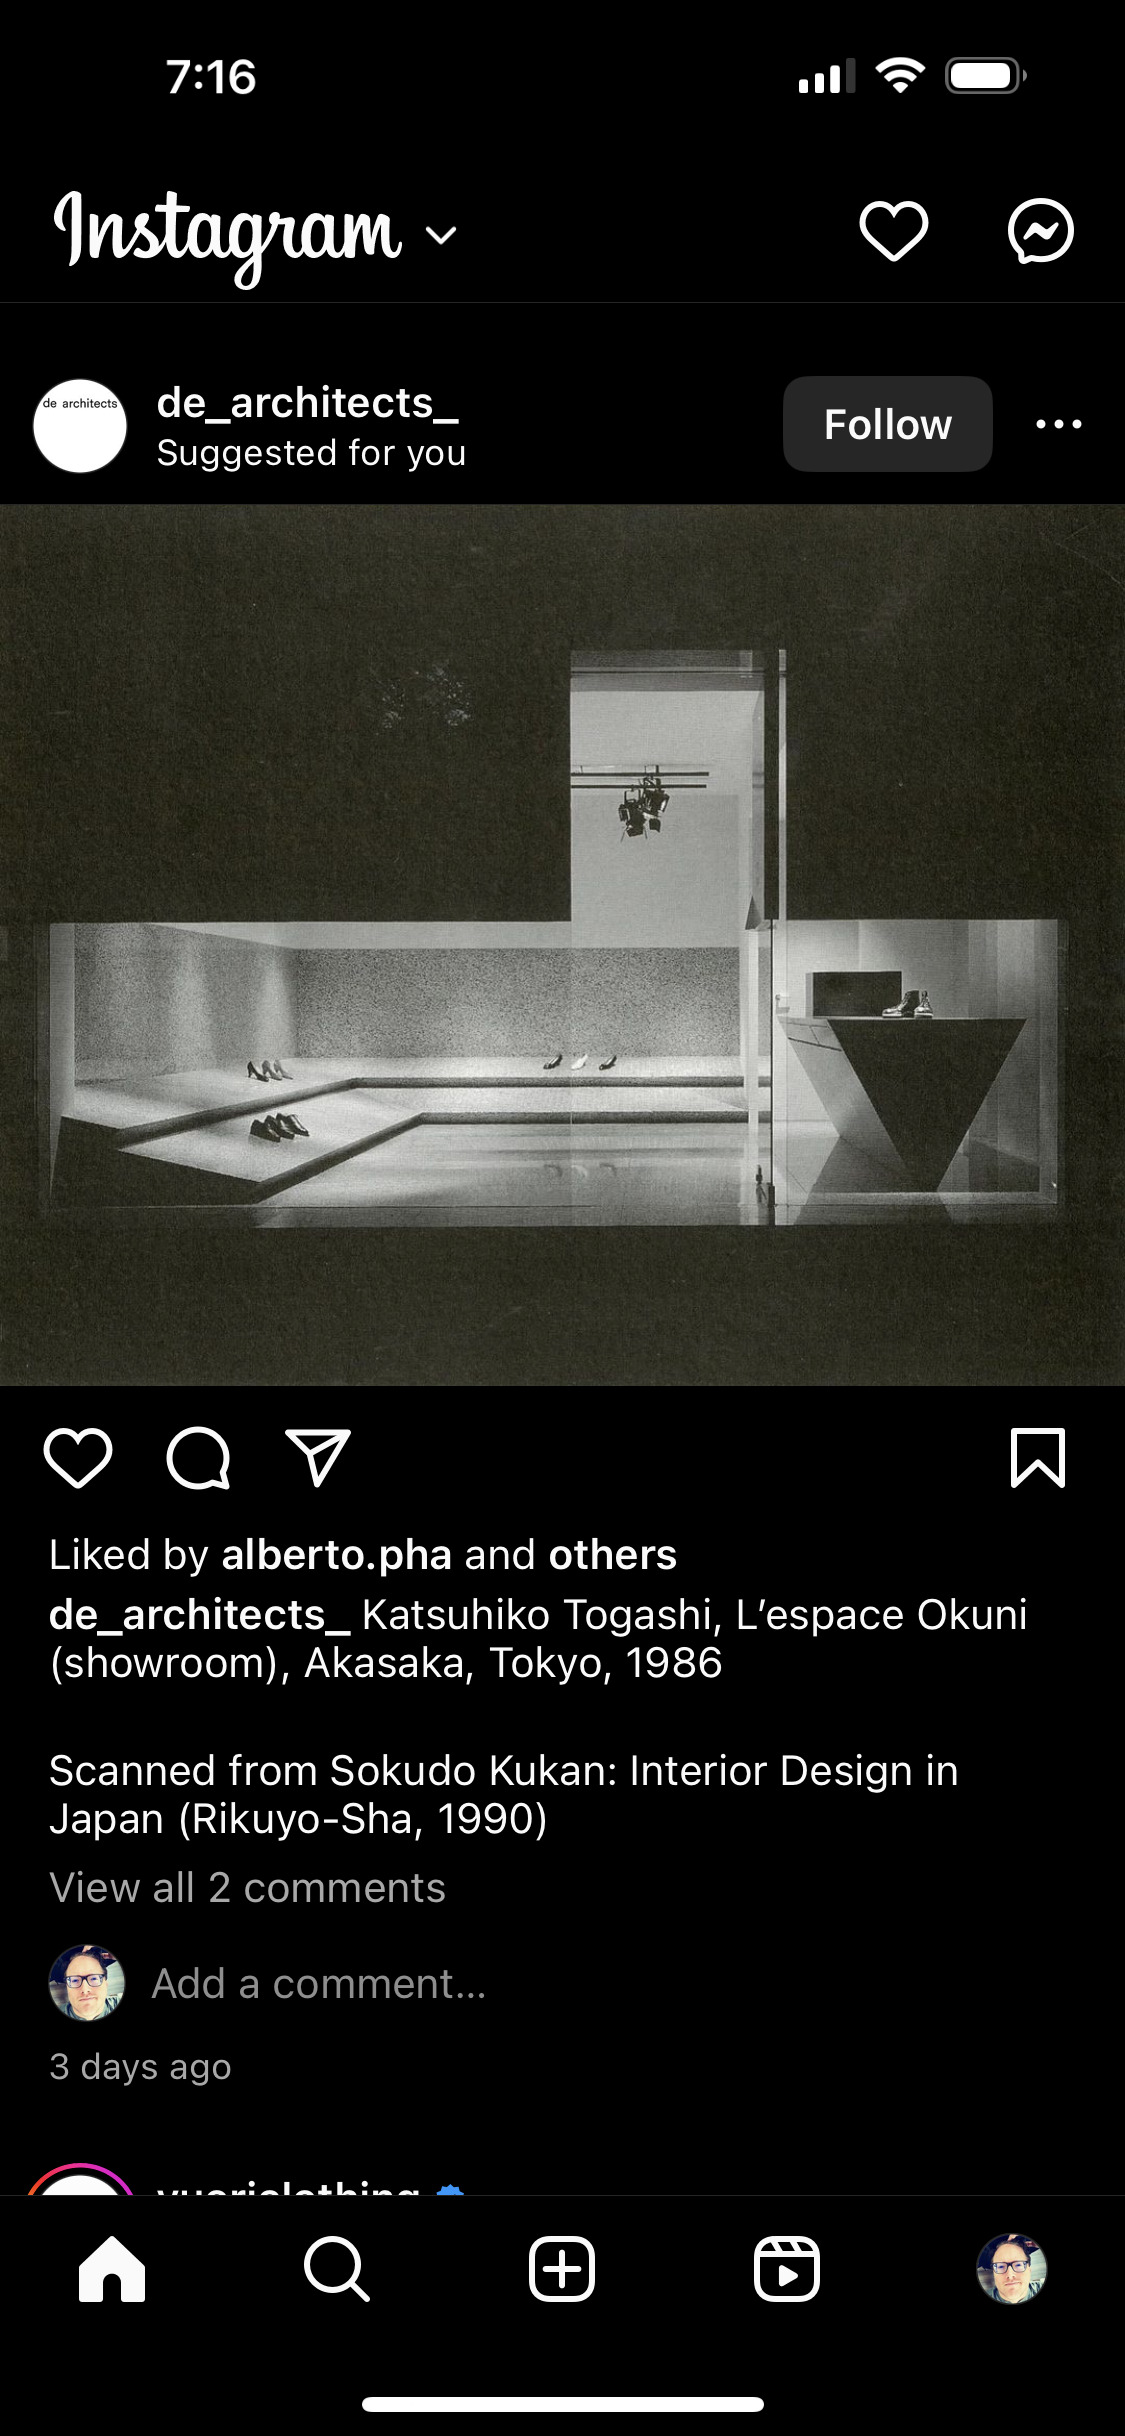 7:16
Instagram
de architects
de_architects_
Suggested for you
Follow
Liked by alberto.pha and others
de_architects_ Katsuhiko Togashi, L’espace Okuni
(showroom), Akasaka, Tokyo, 1986
Scanned from Sokudo Kukan: Interior Design in
Japan (Rikuyo-Sha, 1990)
View all 2 comments
Add a comment...
3 days ago